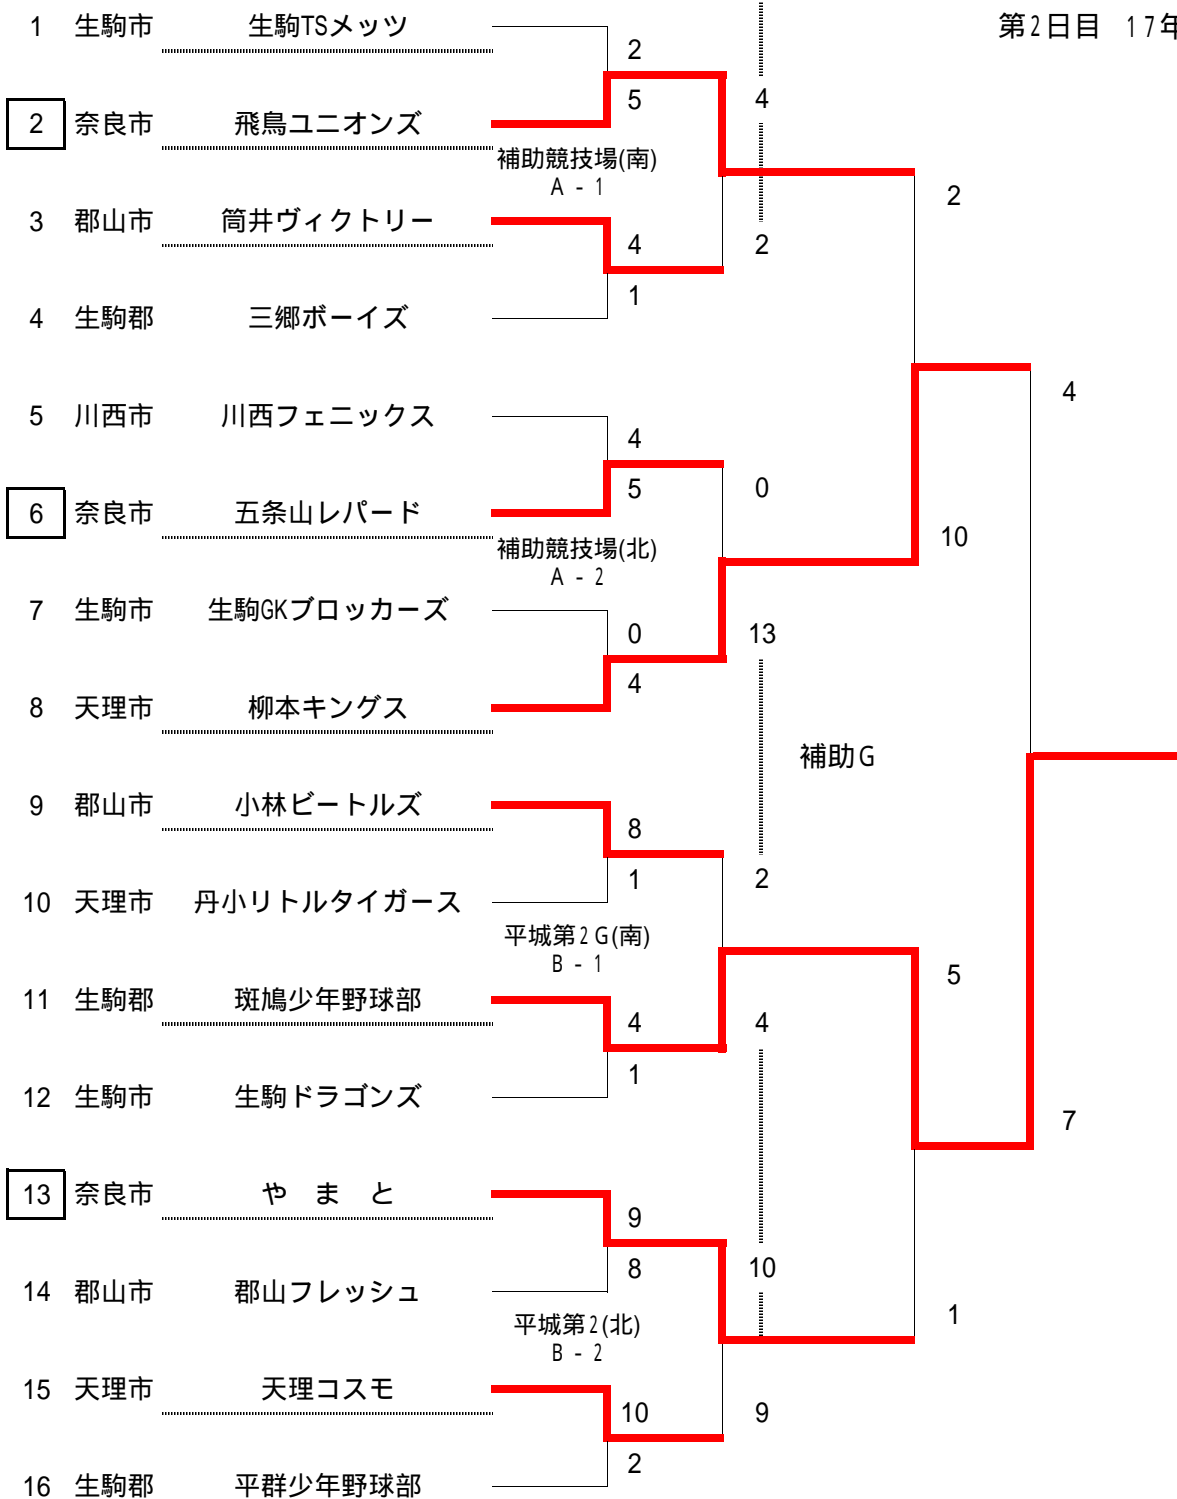 1 生駒市 生駒TSメッツ
第2日目 17年
2
5
4
2 奈良市 飛鳥ユニオンズ
補助競技場(南)
A - 1
2
3 郡山市 筒井ヴィクトリー
4
2
1
4 生駒郡 三郷ボーイズ
4
5 川西市 川西フェニックス
4
5
0
6 奈良市 五条山レパード
10
補助競技場(北)
A - 2
7 生駒市 生駒GKブロッカーズ
0
13
4
8 天理市 柳本キングス
補助G
9 郡山市 小林ビートルズ
8
1
2
10 天理市 丹小リトルタイガース
平城第2G(南)
B - 1
5
11 生駒郡 斑鳩少年野球部
4
4
1
12 生駒市 生駒ドラゴンズ
7
13 奈良市 やまと
9
8
10
14 郡山市 郡山フレッシュ
1
平城第2(北)
B - 2
15 天理市 天理コスモ
10
9
2
16 生駒郡 平群少年野球部